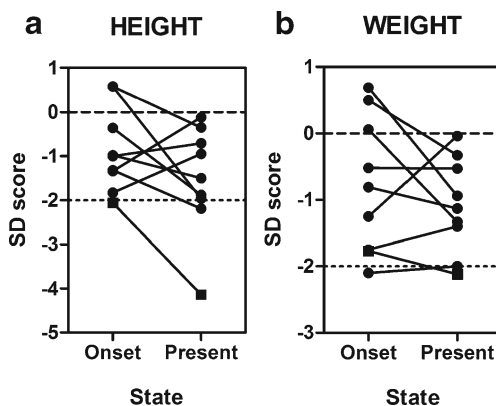 a HEIGHT
SD score
1
0
-1
-2
-3
-4
-5
Onset Present
State
b WEIGHT
SD score
1
0
-1
-2
-3
Onset Present
State